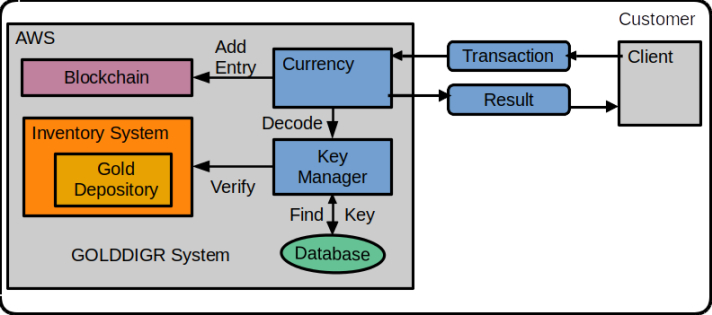 Customer
AWS
Add
Entry
Blockchain
Currency
Transaction
Client
Result
Decode
Inventory System
Gold
Depository
Key
Manager
Verify
Find Key
Database
GOLDDIGR System